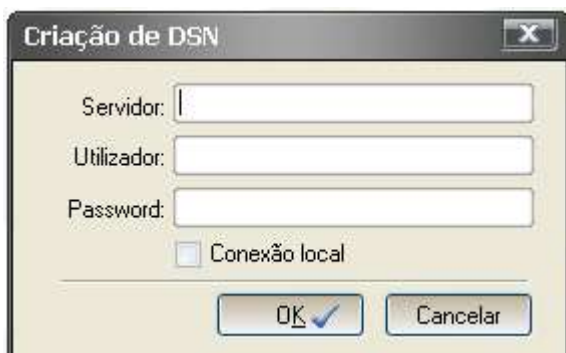 Criação de DSN
Servidor:
Utilizador:
Password:
Conexão local
OK Cancelar